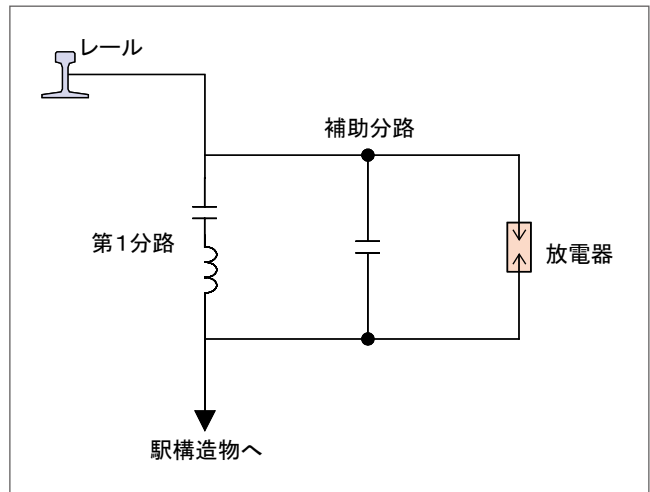 レール
補助分路
第１分路
放電器
駅構造物へ